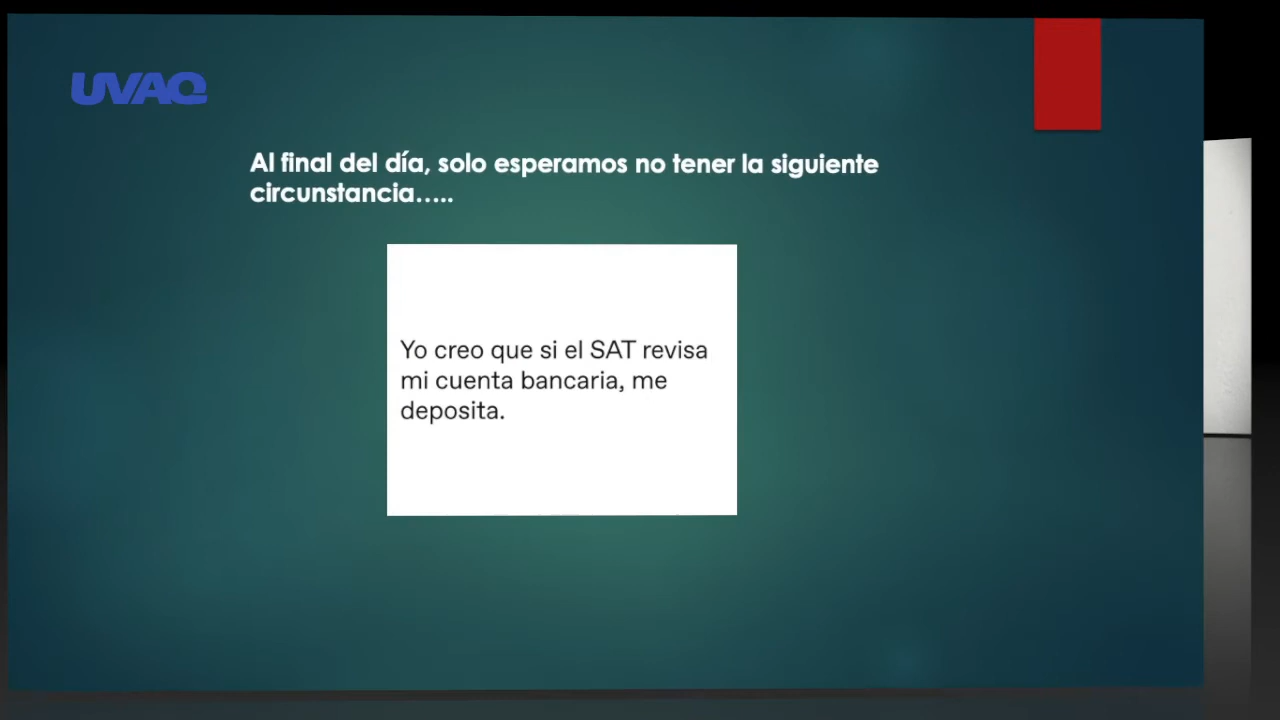 UVAQ
Al final del día, solo esperamos no tener la siguiente
circunstancia.....
Yo creo que si el SAT revisa
mi cuenta bancaria, me
deposita.